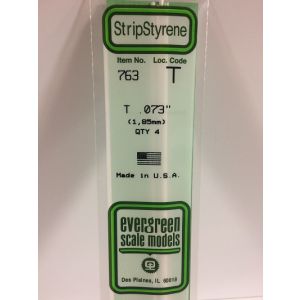 StripStyrene
Item No. Loc. Code
763 T
T .073"
(1,85mm)
QTY 4
Made in U.S.A.
evergreen
scale models
Des Plaines, IL 60018